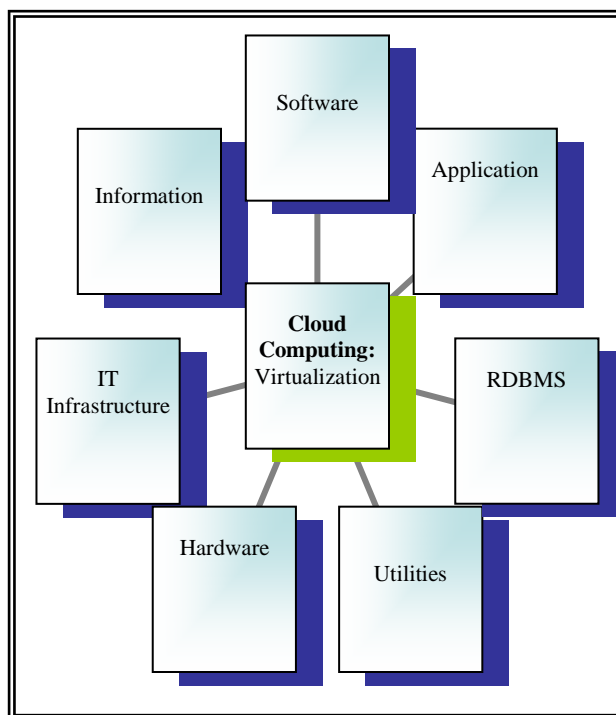 Software
Application
Information
Cloud
Computing:
Virtualization
IT
Infrastructure
RDBMS
Hardware
Utilities